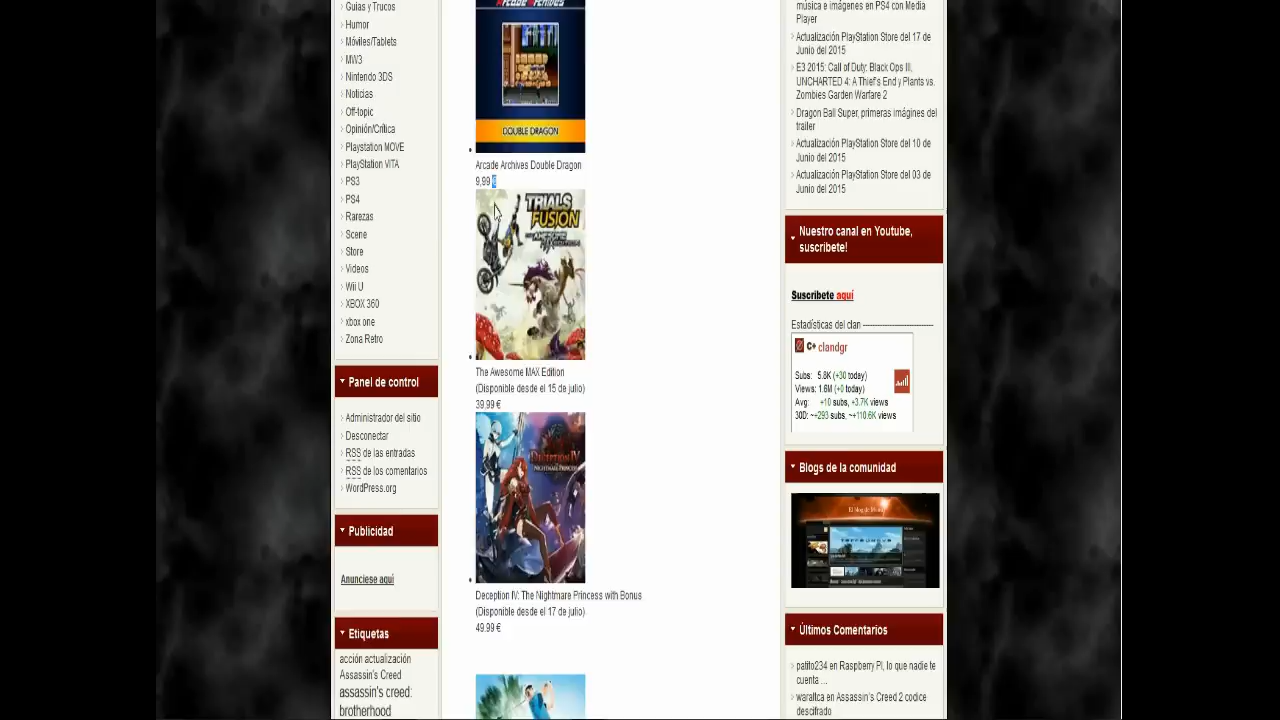 Guias y Trucos
Humor
Móviles/Tablets
MW3
Nintendo 3DS
Noticias
Off-topic
Opinión/Crítica
Playstation MOVE
PlayStation VITA
PS3
PS4
Rarezas
Scene
Store
Videos
Wii U
XBOX 360
xbox one
Zona Retro
Panel de control
Administrador del sitio
Desconectar
RSS de las entradas
RSS de los comentarios
WordPress.org
Publicidad
Anunciese aquí
Etiquetas
acción actualización
Assassin's Creed
assassin's creed:
brotherhood
DOUBLE DRAGON
Arcade Archives Double Dragon
9,99 €
TRIALS
FUSION
The Awesome MAX Edition
(Disponible desde el 15 de julio)
39,99 €
DECEPTION IV
Deception IV: The Nightmare Princess with Bonus
(Disponible desde el 17 de julio)
49,99 €
música e imágenes en PS4 con Media
Player
Actualización PlayStation Store del 17 de
Junio del 2015
E3 2015: Call of Duty: Black Ops III,
UNCHARTED 4: A Thief's End y Plants vs.
Zombies Garden Warfare 2
Dragon Ball Super, primeras imágines del
trailer
Actualización PlayStation Store del 10 de
Junio del 2015
Actualización PlayStation Store del 03 de
Junio del 2015
Nuestro canal en Youtube,
suscribete!
Suscribete aquí
Estadísticas del clan
C+ clandgr
Subs: 5.8K (+30 today)
Views: 1.6M (+0 today)
Avg: +10 subs, +3.7K views
30D: ~+293 subs, ~+110.6K views
Blogs de la comunidad
Últimos Comentarios
patito234 en Raspberry Pi, lo que nadie te
cuenta ...
waraltca en Assassin's Creed 2 codice
descifrado